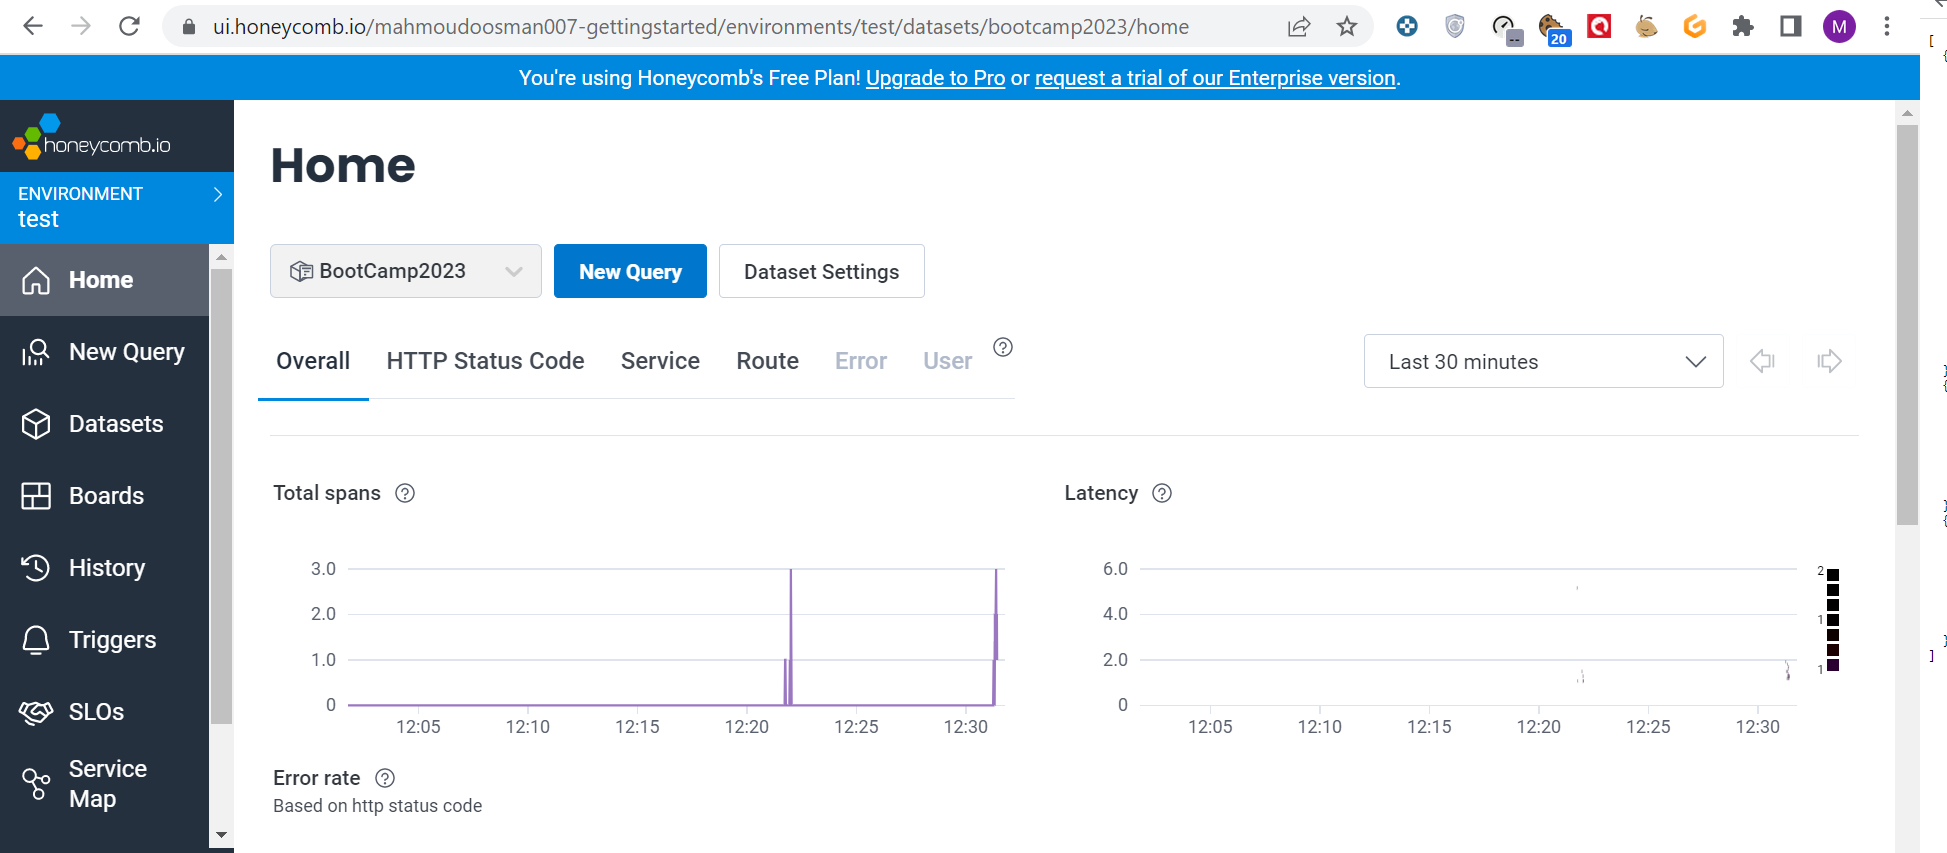 ui.honeycomb.io/mahmoudoosman007-gettingstarted/environments/test/datasets/bootcamp2023/home
--
20
M
You're using Honeycomb's Free Plan! Upgrade to Pro or request a trial of our Enterprise version.
honeycomb.io
ENVIRONMENT
test
Home
New Query
Datasets
Boards
History
Triggers
SLOs
Service
Map
Home
BootCamp2023
New Query
Dataset Settings
Overall
HTTP Status Code
Service
Route
Error
User
?
Last 30 minutes
Total spans ?
3.0
2.0
1.0
0
12:05 12:10 12:15 12:20 12:25 12:30
Latency ?
6.0
4.0
2.0
0
12:05 12:10 12:15 12:20 12:25 12:30
2
1
1
Error rate ?
Based on http status code
[
{
}
{
}
{
}
]